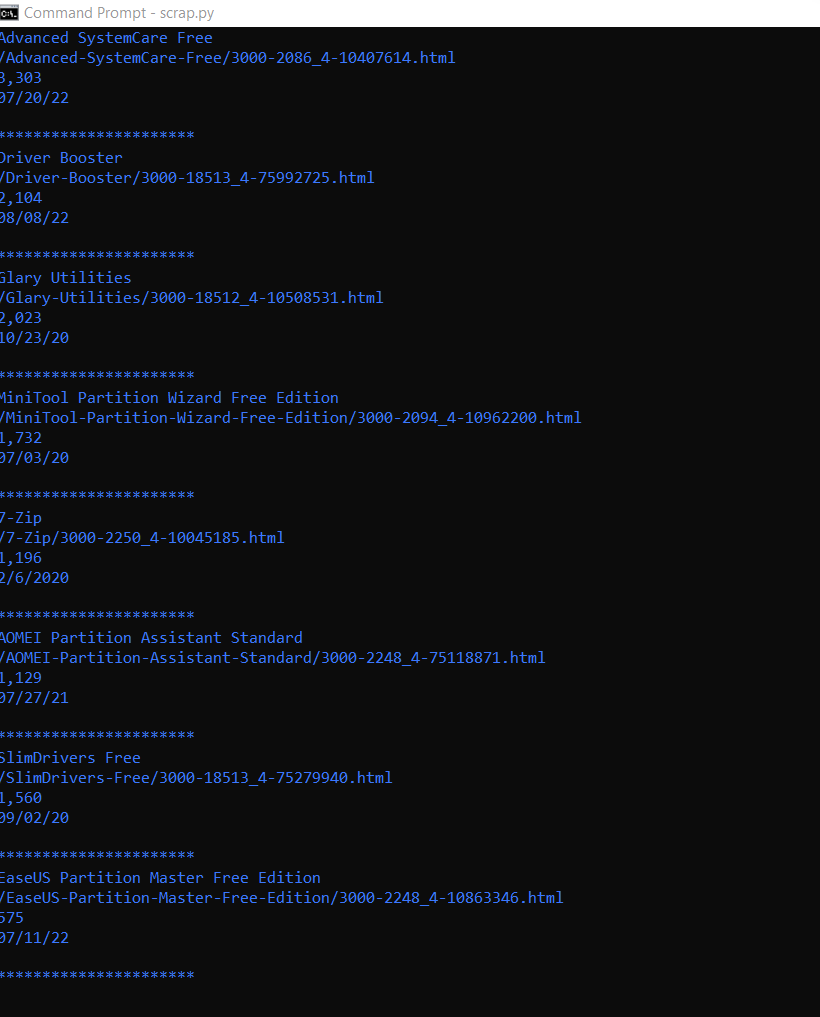 Command Prompt - scrap.py
Advanced SystemCare Free
/Advanced-SystemCare-Free/3000-2086_4-10407614.html
3,303
07/20/22
**********************
Driver Booster
/Driver-Booster/3000-18513_4-75992725.html
2,104
08/08/22
**********************
Glary Utilities
/Glary-Utilities/3000-18512_4-10508531.html
2,023
10/23/20
**********************
MiniTool Partition Wizard Free Edition
/MiniTool-Partition-Wizard-Free-Edition/3000-2094_4-10962200.html
1,732
07/03/20
**********************
7-Zip
/7-Zip/3000-2250_4-10045185.html
1,196
2/6/2020
**********************
AOMEI Partition Assistant Standard
/AOMEI-Partition-Assistant-Standard/3000-2248_4-75118871.html
1,129
07/27/21
**********************
SlimDrivers Free
/SlimDrivers-Free/3000-18513_4-75279940.html
1,560
09/02/20
**********************
EaseUS Partition Master Free Edition
/EaseUS-Partition-Master-Free-Edition/3000-2248_4-10863346.html
575
07/11/22
**********************